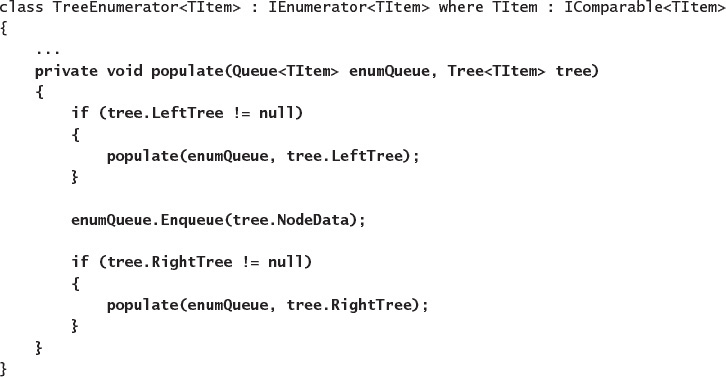 class TreeEnumerator<TItem> : IEnumerator<TItem> where TItem : IComparable<TItem>
{
    ...
    private void populate(Queue<TItem> enumQueue, Tree<TItem> tree)
    {
        if (tree.LeftTree != null)
        {
            populate(enumQueue, tree.LeftTree);
        }

        enumQueue.Enqueue(tree.NodeData);

        if (tree.RightTree != null)
        {
            populate(enumQueue, tree.RightTree);
        }
    }
}